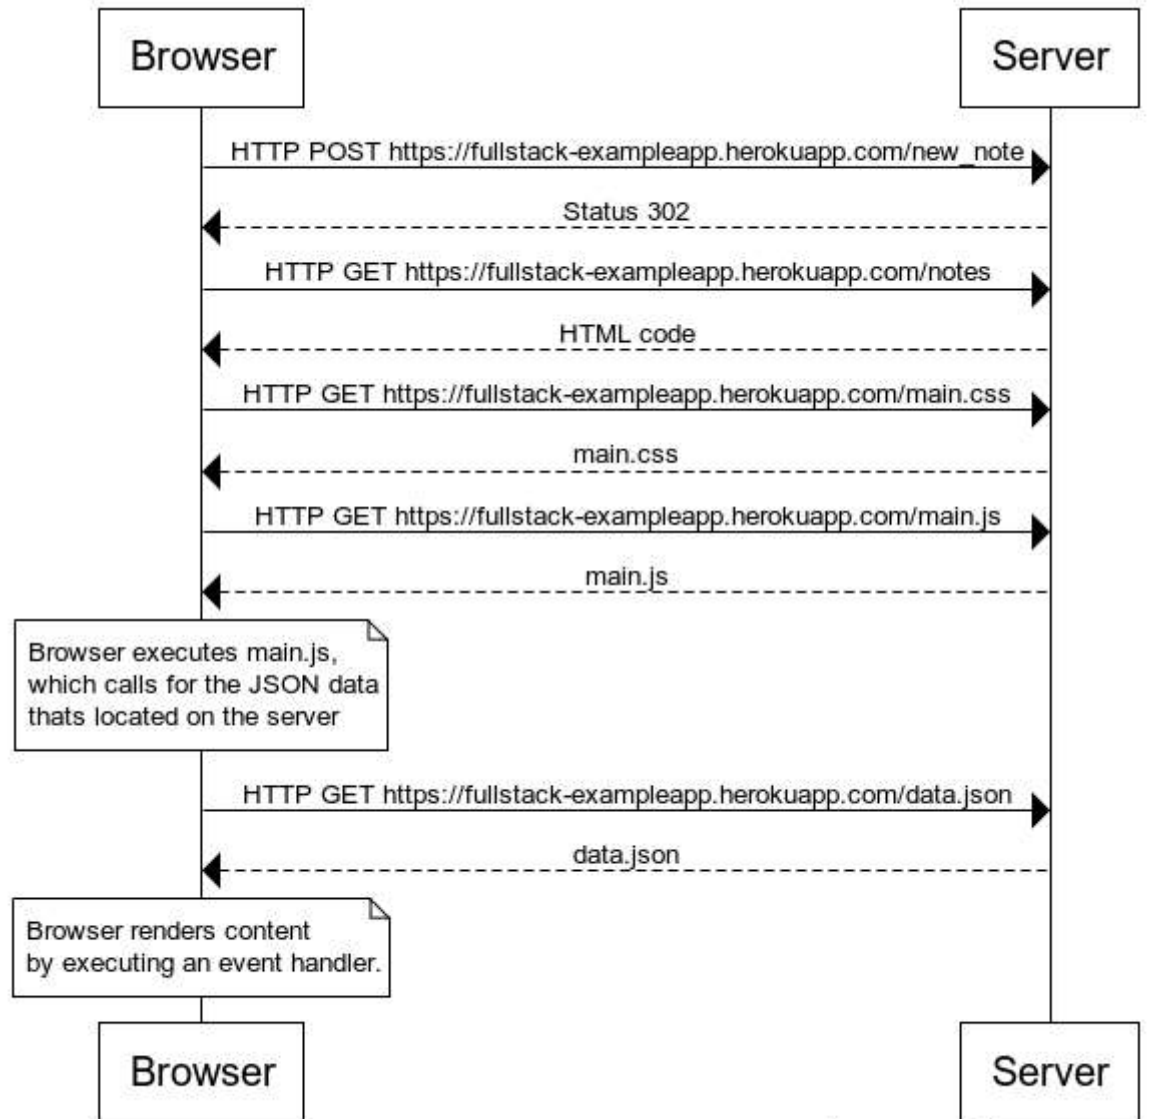 Browser
Server
HTTP POST https://fullstack-exampleapp.herokuapp.com/new_note
Status 302
HTTP GET https://fullstack-exampleapp.herokuapp.com/notes
HTML code
HTTP GET https://fullstack-exampleapp.herokuapp.com/main.css
main.css
HTTP GET https://fullstack-exampleapp.herokuapp.com/main.js
main.js
Browser executes main.js,
which calls for the JSON data
thats located on the server
HTTP GET https://fullstack-exampleapp.herokuapp.com/data.json
data.json
Browser renders content
by executing an event handler.
Browser
Server